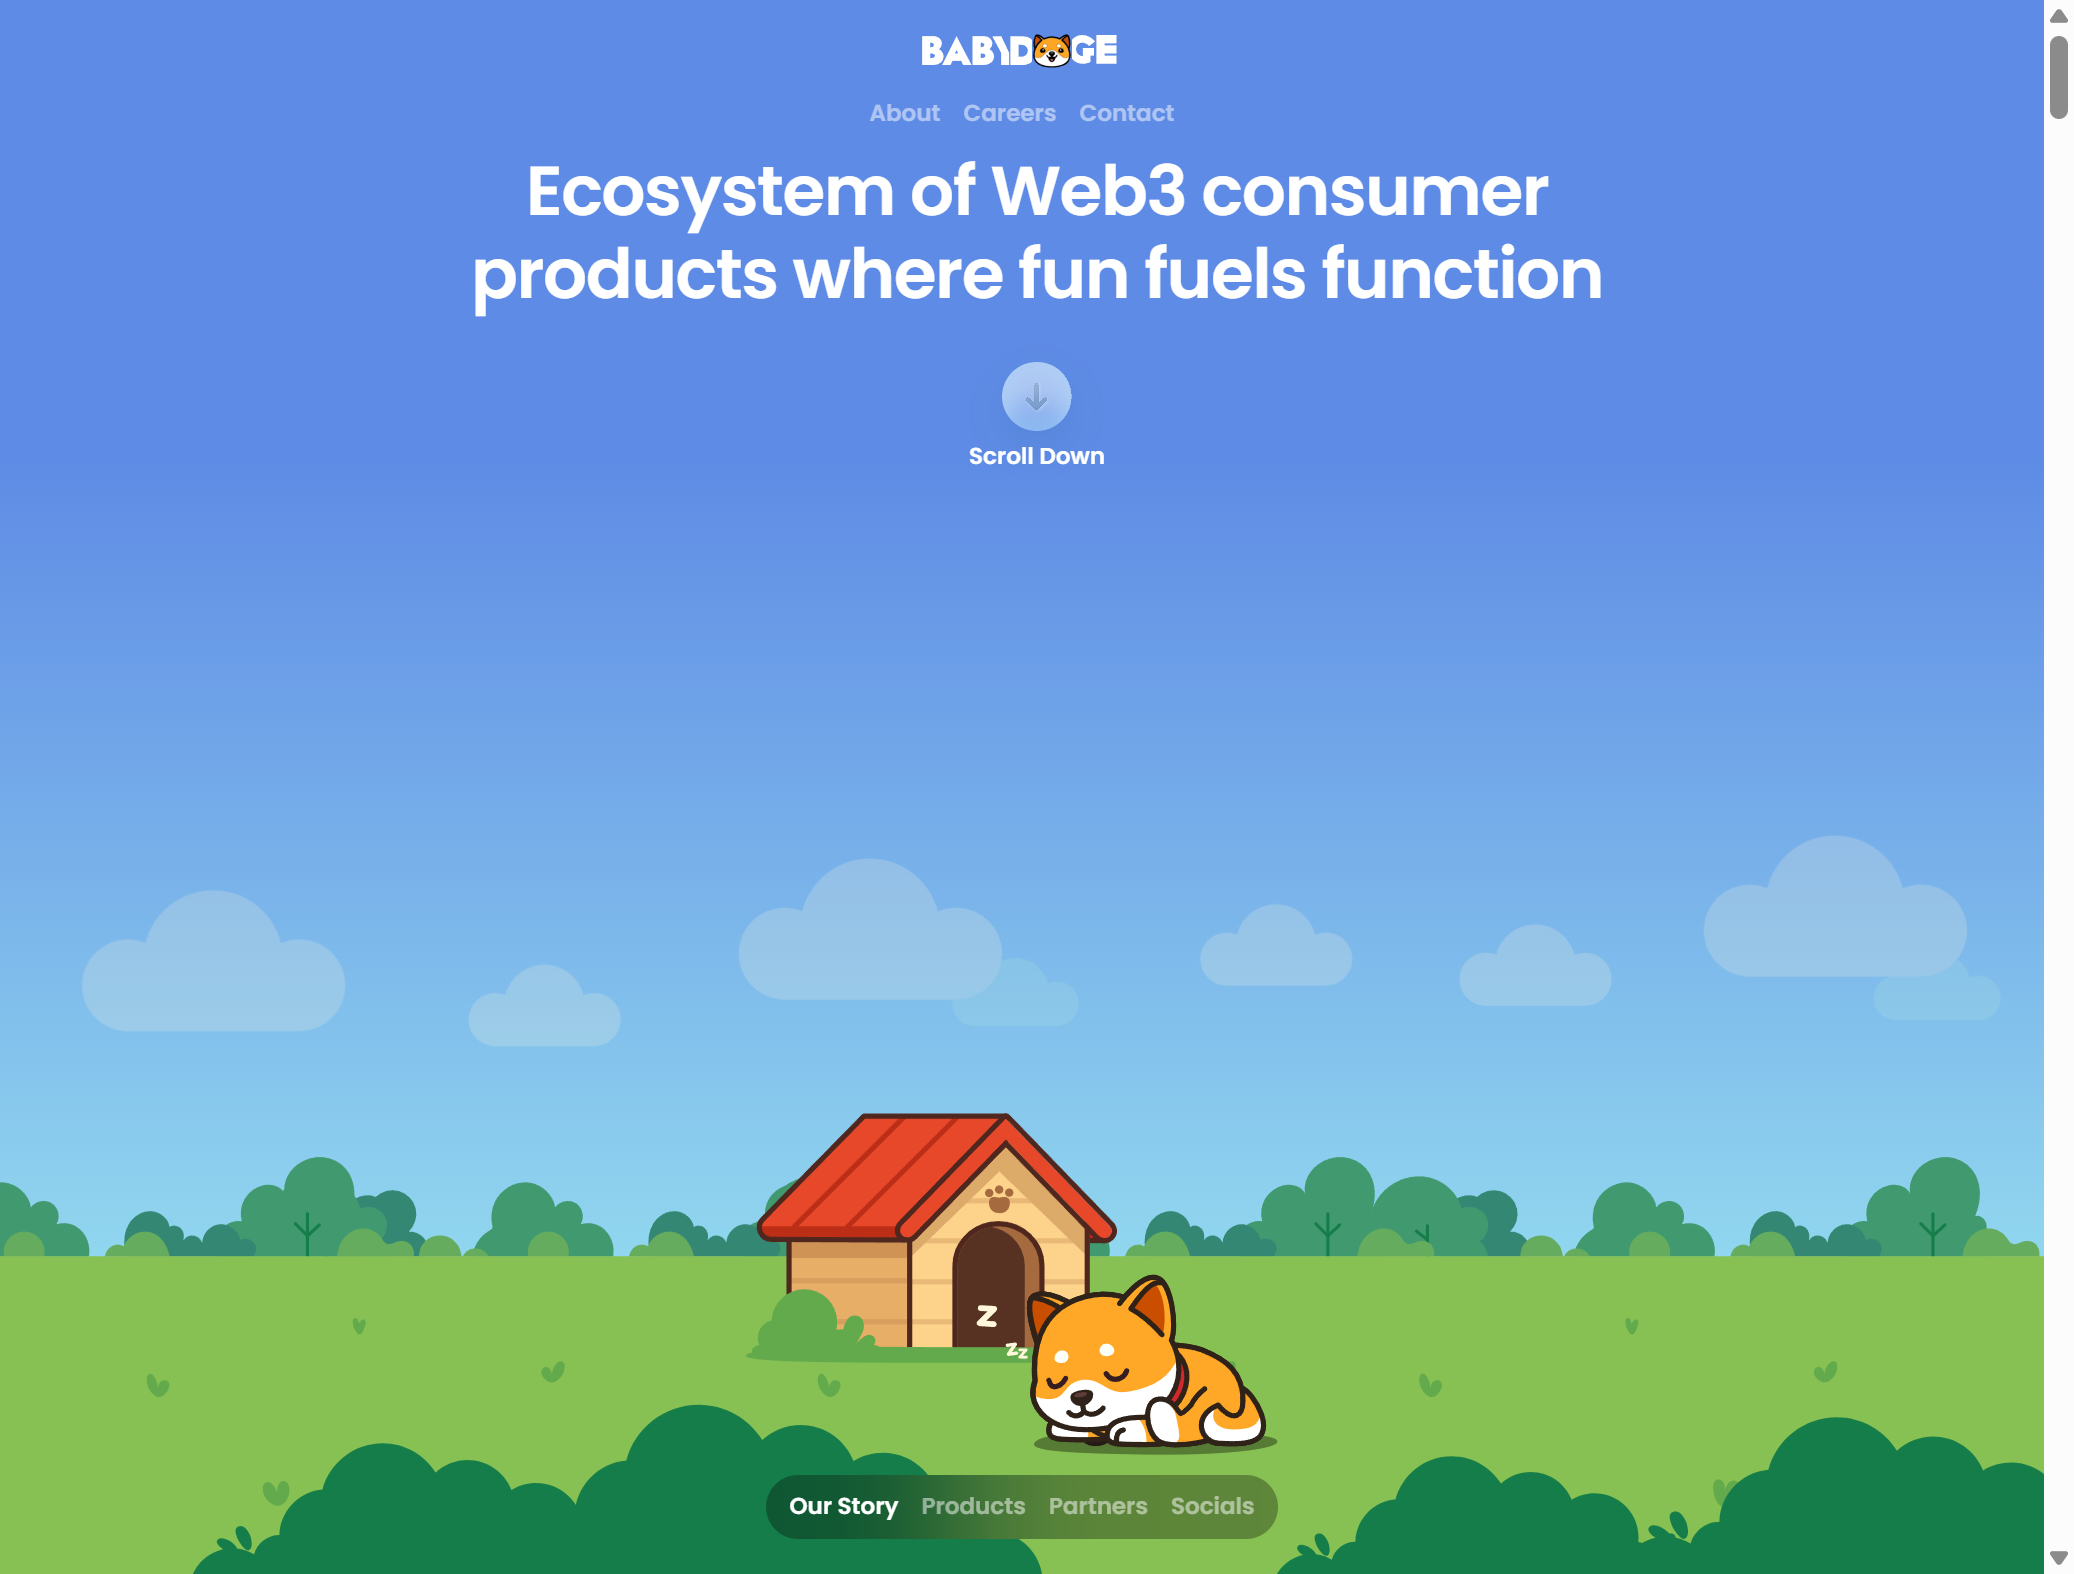 BABYDOGE
About Careers Contact
Ecosystem of Web3 consumer
products where fun fuels function
Scroll Down
z
zz
Our Story Products Partners Socials